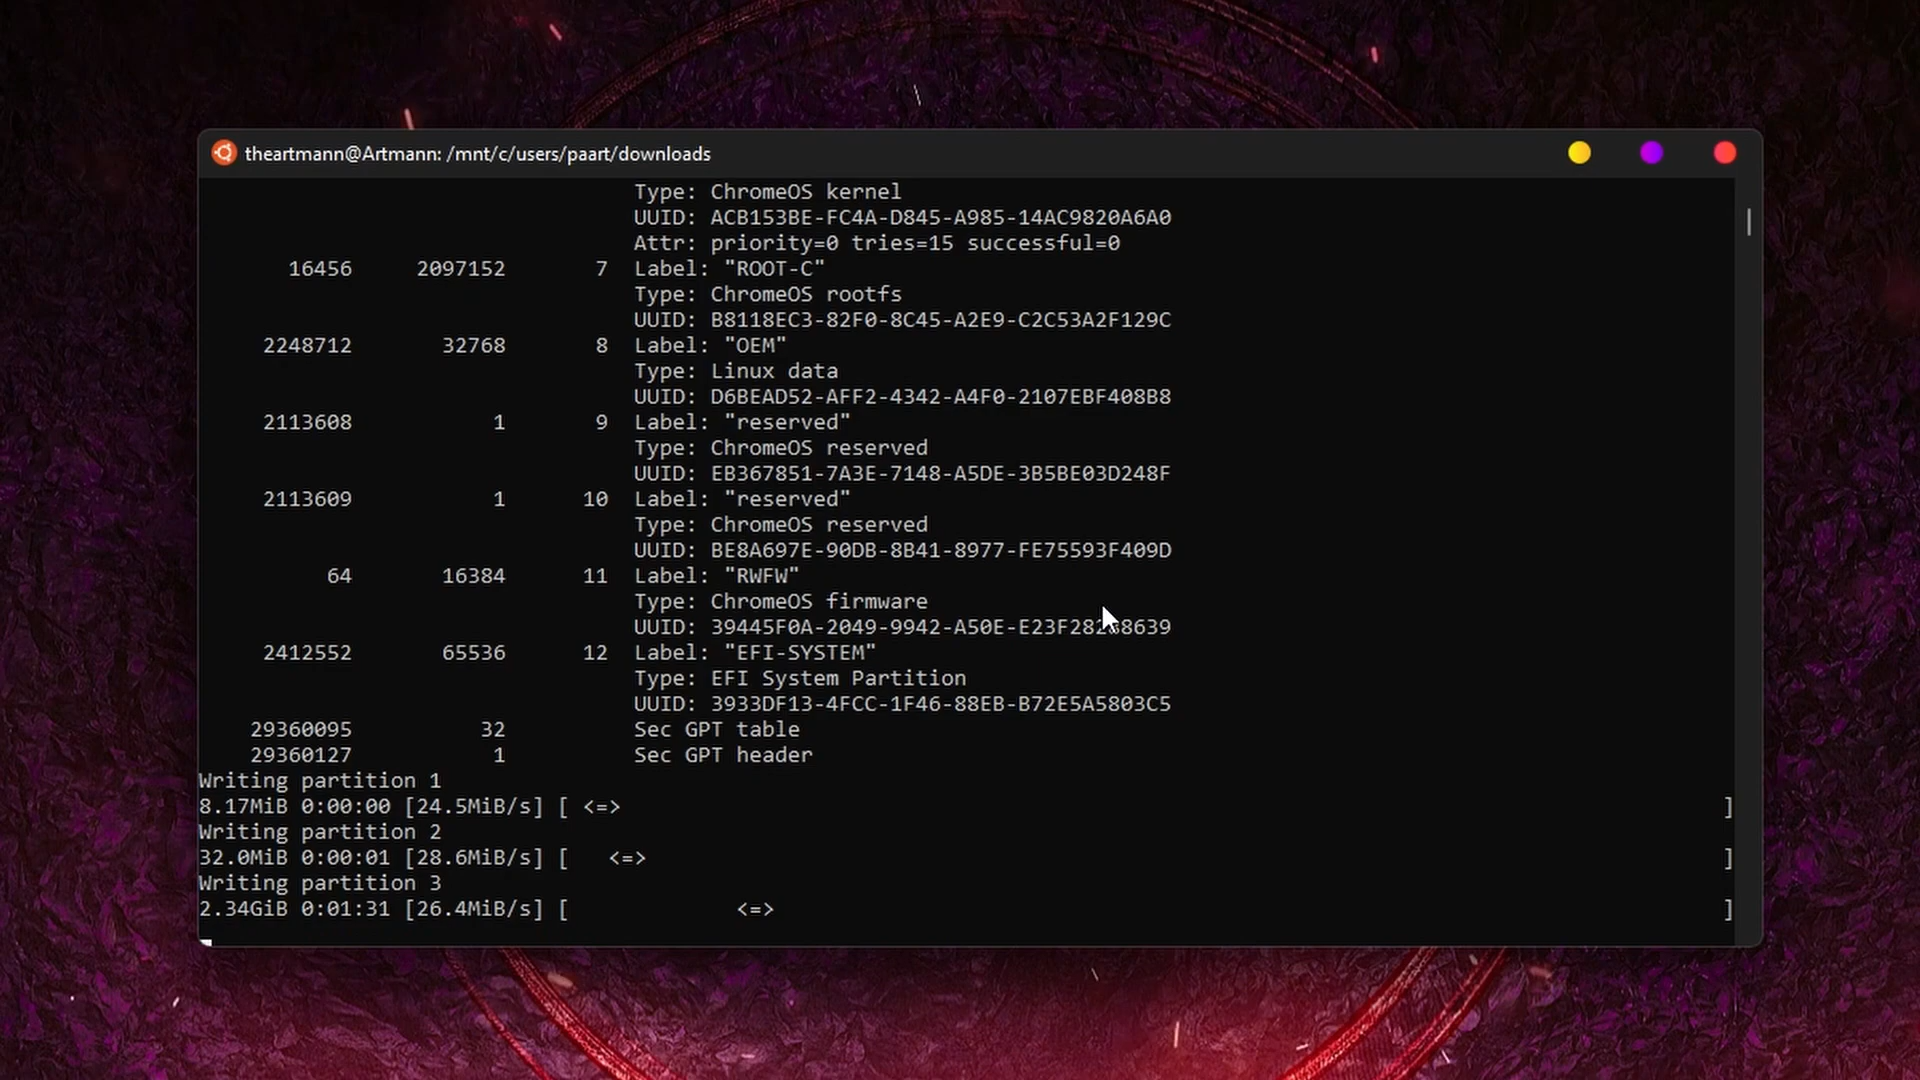 theartmann@Artmann: /mnt/c/users/paart/downloads
Type: ChromeOS kernel
UUID: ACB153BE-FC4A-D845-A985-14AC9820A6A0
Attr: priority=0 tries=15 successful=0
16456 2097152 7 Label: "ROOT-C"
Type: ChromeOS rootfs
UUID: B8118EC3-82F0-8C45-A2E9-C2C53A2F129C
2248712 32768 8 Label: "OEM"
Type: Linux data
UUID: D6BEAD52-AFF2-4342-A4F0-2107EBF408B8
2113608 1 9 Label: "reserved"
Type: ChromeOS reserved
UUID: EB367851-7A3E-7148-A5DE-3B5BE03D248F
2113609 1 10 Label: "reserved"
Type: ChromeOS reserved
UUID: BE8A697E-90DB-8B41-8977-FE75593F409D
64 16384 11 Label: "RWFW"
Type: ChromeOS firmware
UUID:
2412552 65536 12 Label: "EFI-SYSTEM"
Type: EFI System Partition
UUID: 3933DF13-4FCC-1F46-88EB-B72E5A5803C5
29360095 32 Sec GPT table
29360127 1 Sec GPT header
Writing partition 1
8.17MiB 0:00:00 [24.5MiB/s] [ <=> ]
Writing partition 2
32.0MiB 0:00:01 [28.6MiB/s] [ <=> ]
Writing partition 3
2.34GiB 0:01:31 [26.4MiB/s] [ <=> ]